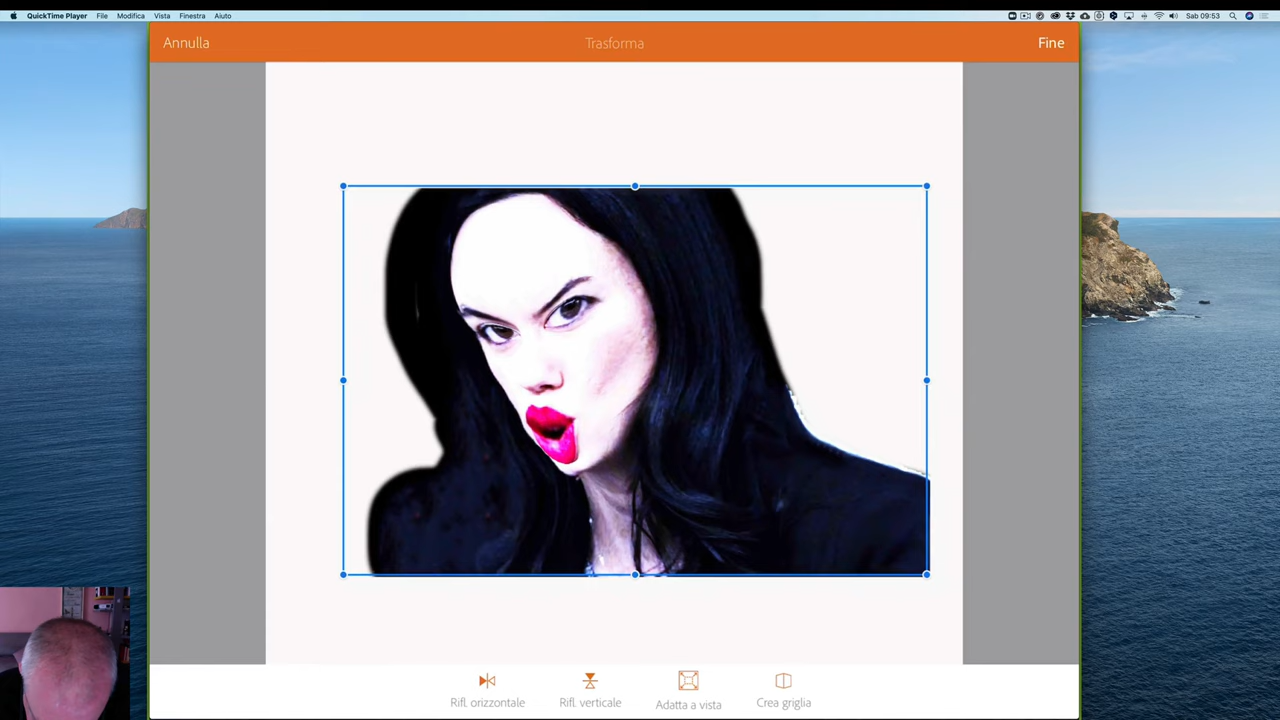 QuickTime Player File Modifica Vista Finestra Aiuto Sab 09:53
Annulla Trasforma Fine
Rifl. orizzontale Rifl. verticale Adatta a vista Crea griglia